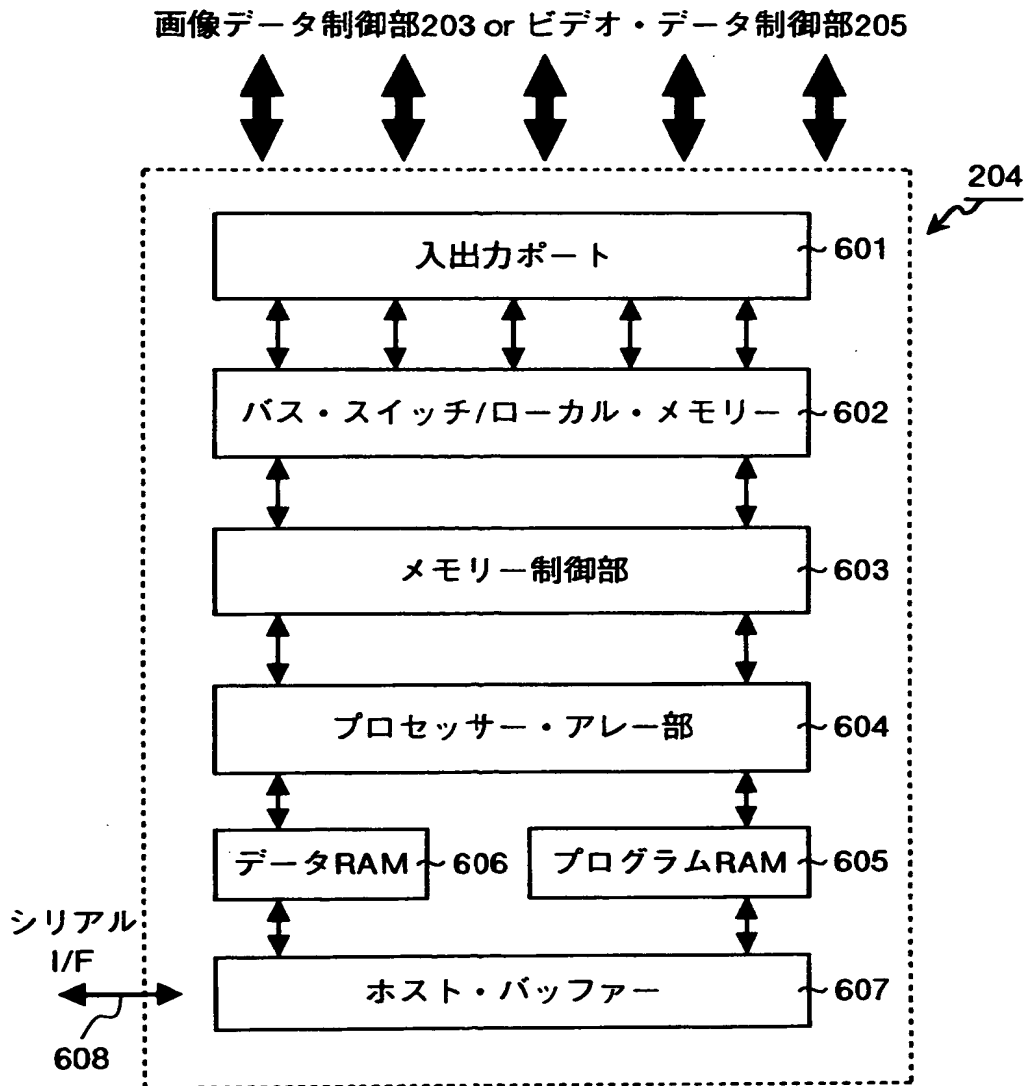 画像データ制御部203 or ビデオ・データ制御部205
204
入出力ポート
601
バス・スイッチ/ローカル・メモリー
602
メモリー制御部
603
プロセッサー・アレー部
604
データRAM
606
プログラムRAM
605
シリアル
I/F
ホスト・バッファー
607
608